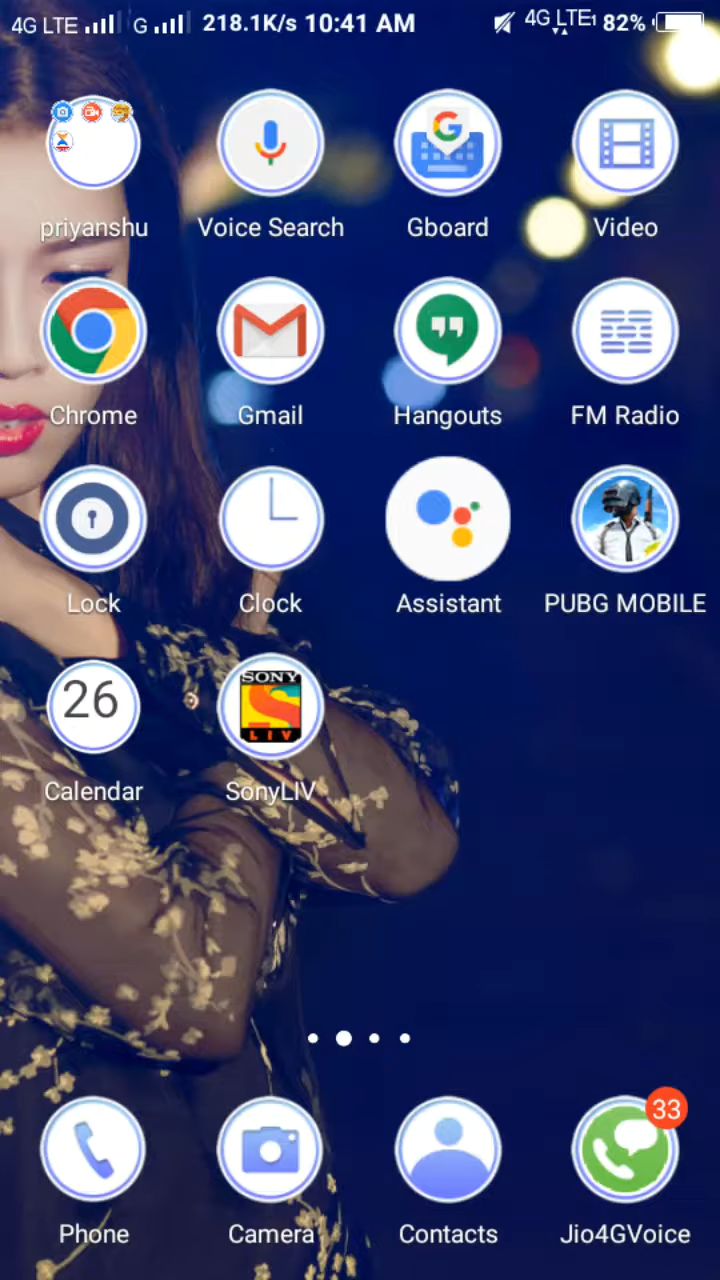 4G LTE G 218.1K/s 10:41 AM 4G LTE1 82%
priyanshu Voice Search Gboard Video
Chrome Gmail Hangouts FM Radio
Lock Clock Assistant PUBG MOBILE
26
SONY
LIV
Calendar SonyLIV
33
Phone Camera Contacts Jio4GVoice